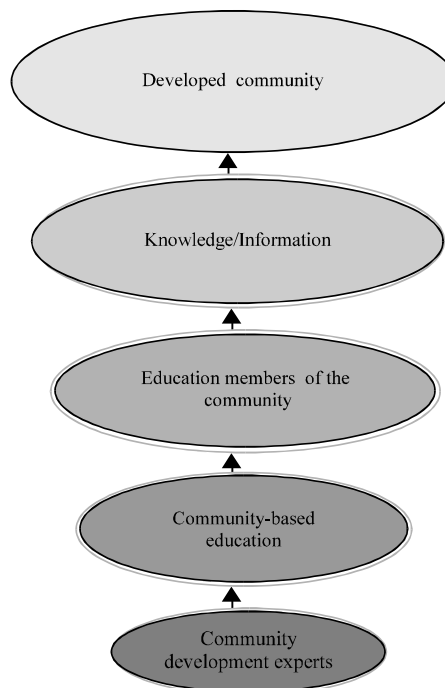 Developed community
Knowledge/Information
Education members of the
community
Community-based
education
Community
development experts